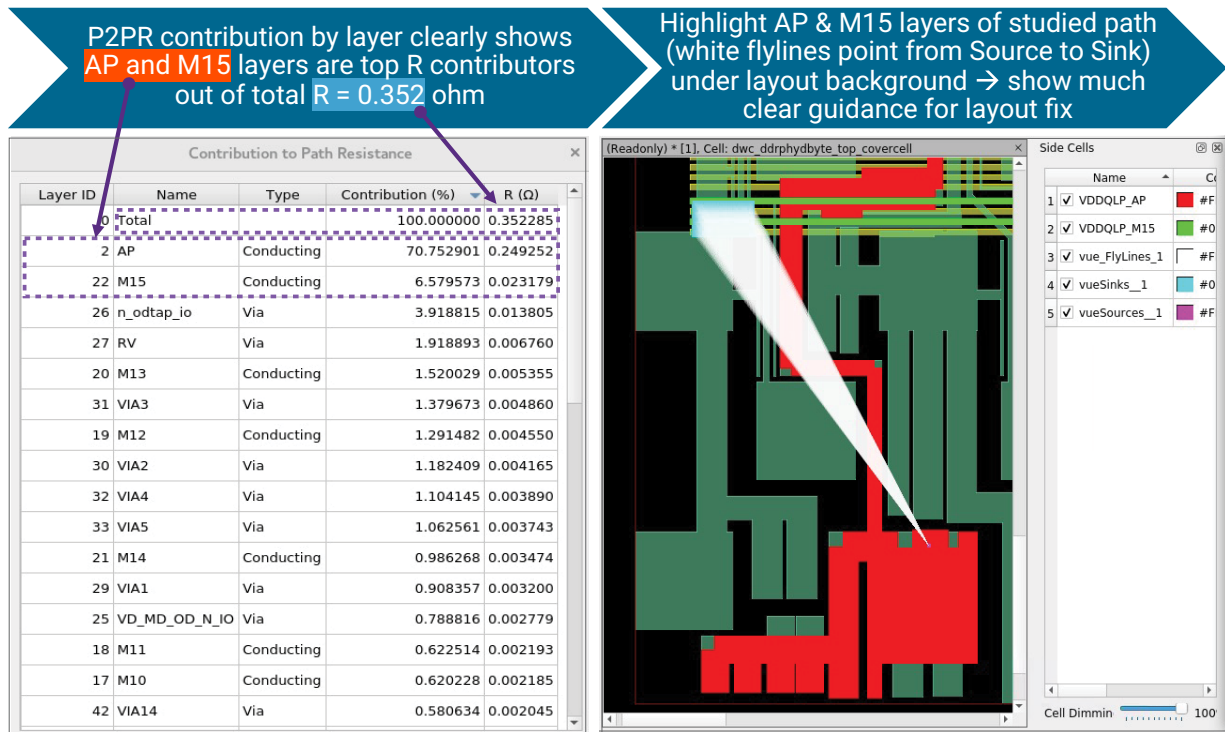 P2PR contribution by layer clearly shows
AP and M15 layers are top R contributors
out of total R = 0.352 ohm
Highlight AP & M15 layers of studied path
(white flylines point from Source to Sink)
under layout background → show much
clear guidance for layout fix
Contribution to Path Resistance ×
Layer ID Name Type Contribution (%) R (Ω)
0 Total 100.000000 0.352285
2 AP Conducting 70.752901 0.249252
22 M15 Conducting 6.579573 0.023179
26 n_odtap_io Via 3.918815 0.013805
27 RV Via 1.918893 0.006760
20 M13 Conducting 1.520029 0.005355
31 VIA3 Via 1.379673 0.004860
19 M12 Conducting 1.291482 0.004550
30 VIA2 Via 1.182409 0.004165
32 VIA4 Via 1.104145 0.003890
33 VIA5 Via 1.062561 0.003743
21 M14 Conducting 0.986268 0.003474
29 VIA1 Via 0.908357 0.003200
25 VD_MD_OD_N_IO Via 0.788816 0.002779
18 M11 Conducting 0.622514 0.002193
17 M10 Conducting 0.620228 0.002185
42 VIA14 Via 0.580634 0.002045
(Readonly) * [1], Cell: dwc_ddrphydbyte_top_covercell ×
Side Cells
Name Co
1 VDDQLP_AP #F
2 VDDQLP_M15 #0
3 vue_FlyLines_1 #F
4 vueSinks__1 #0
5 vueSources__1 #F
Cell Dimmin 100